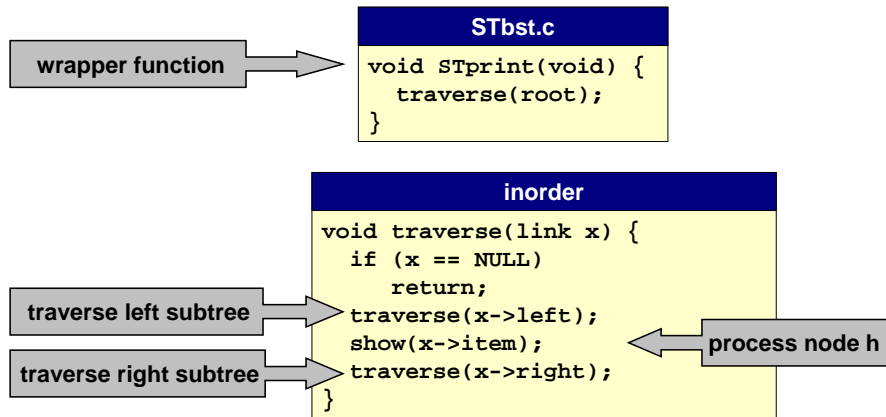 STbst.c
wrapper function
void STprint(void) {
traverse(root);
}
inorder
void traverse(link x) {
if (x == NULL)
return;
traverse left subtree
traverse(x->left);
show(x->item);
process node h
traverse right subtree
traverse(x->right);
}